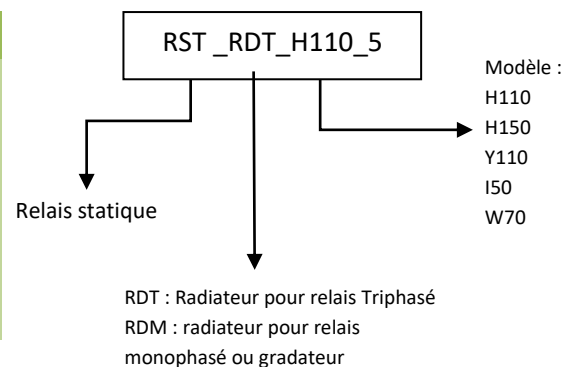 RST _RDT_H110_5
Modèle :
H110
H150
Y110
I50
W70
Relais statique
RDT : Radiateur pour relais Triphasé
RDM : radiateur pour relais
monophasé ou gradateur